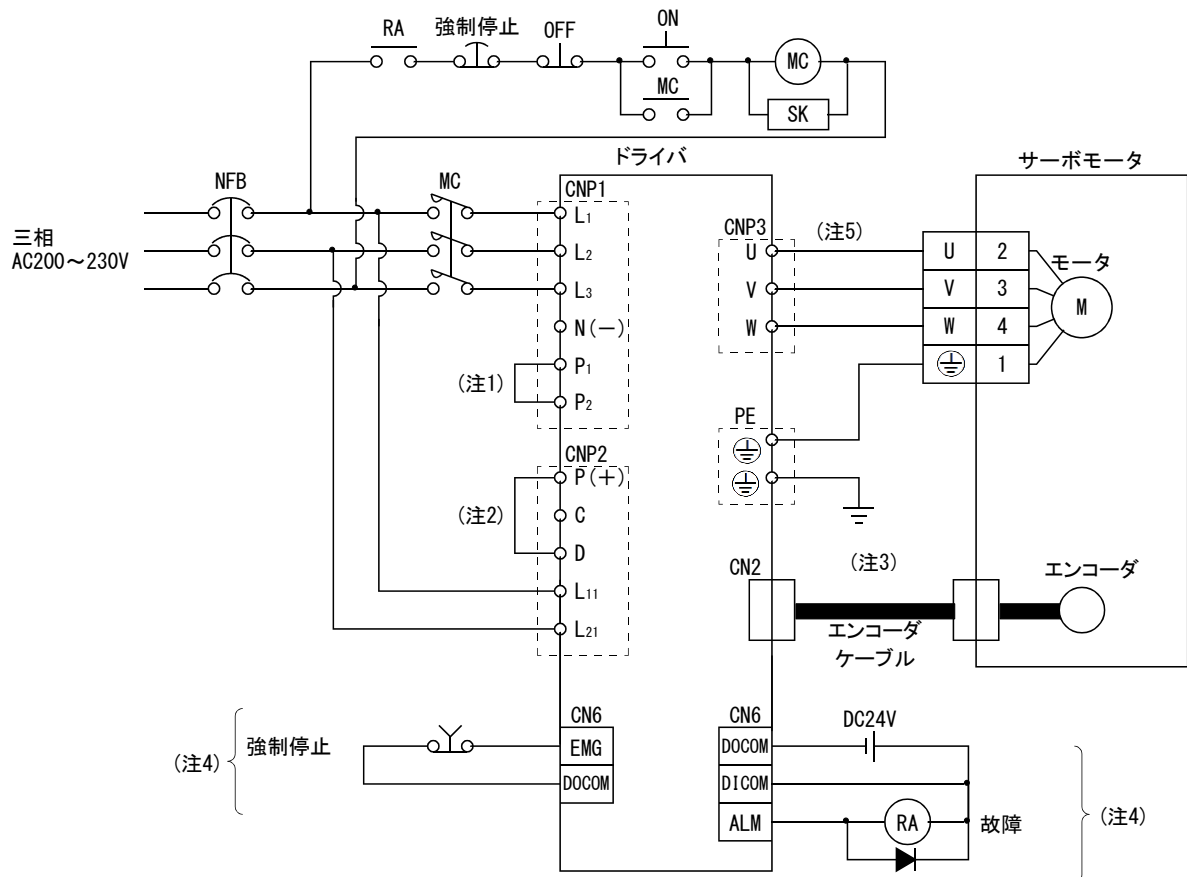 RA
強制停止
OFF
ON
MC
MC
SK
ドライバ
サーボモータ
NFB
MC
三相
AC200～230V
CNP1
L1
L2
L3
N(－)
P1
P2
(注1)
CNP2
P(＋)
C
D
L11
L21
(注2)
CNP3
U
V
W
(注5)
U
V
W
2
3
4
1
モータ
M
PE
(注3)
CN2
エンコーダ
エンコーダ
ケーブル
(注4)
強制停止
CN6
EMG
DOCOM
CN6
DOCOM
DICOM
ALM
DC24V
RA
故障
(注4)